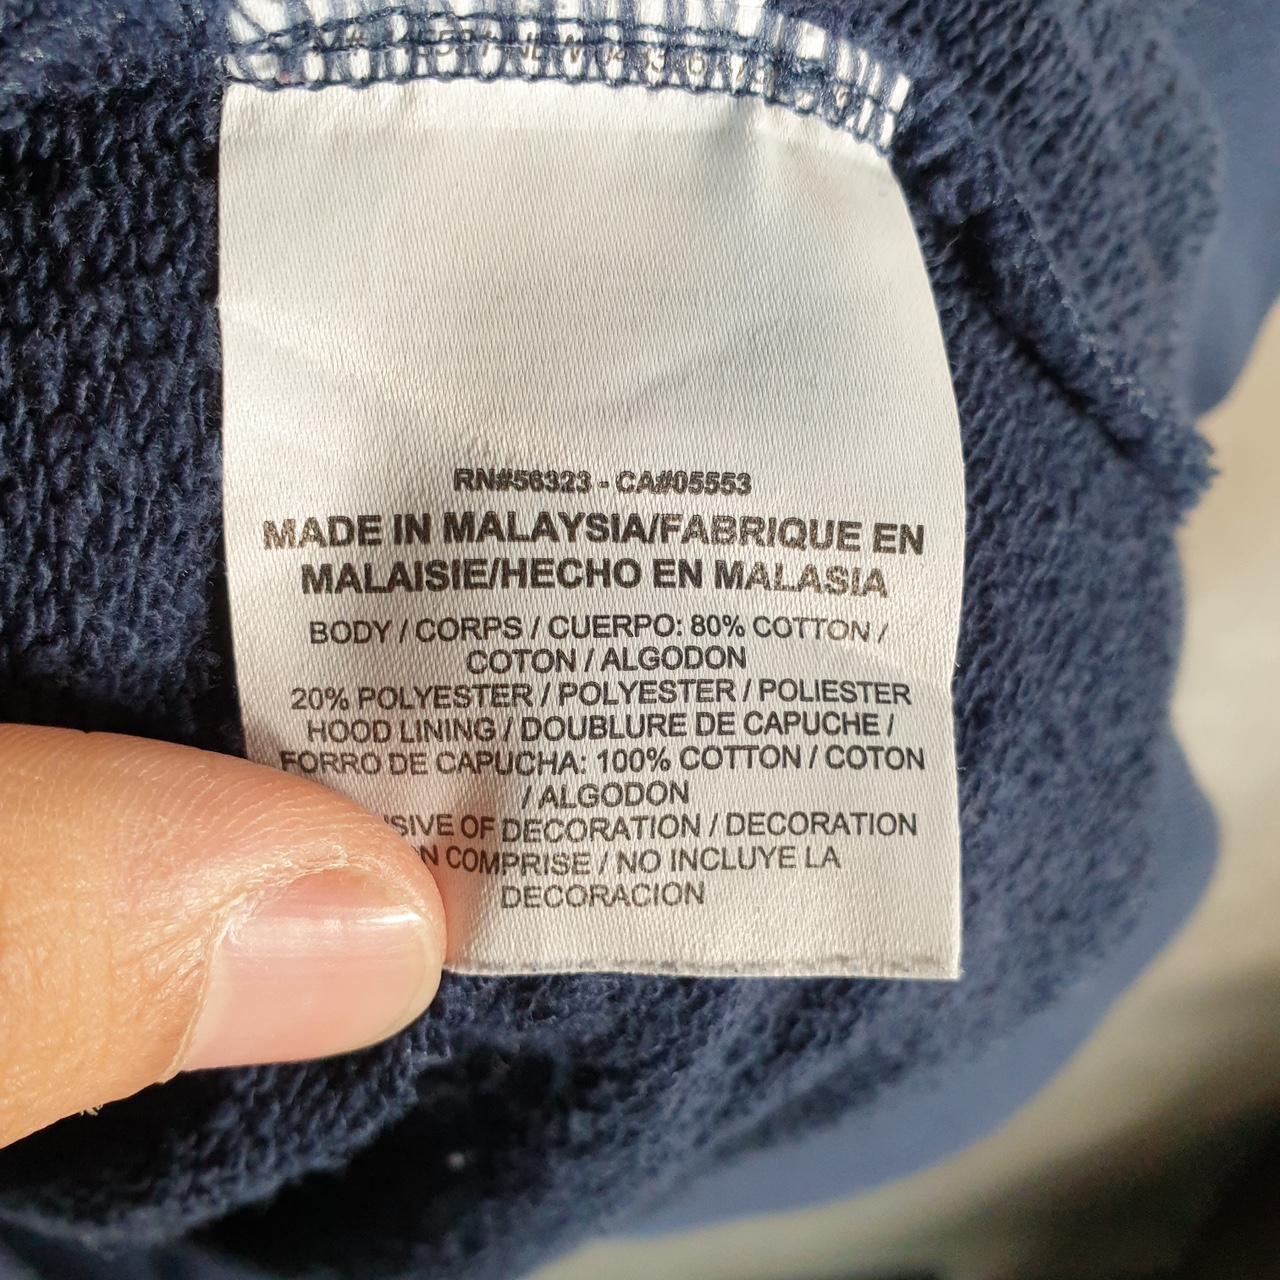 RN#56323 - CA#05553
MADE IN MALAYSIA/FABRIQUE EN
MALAISIE/HECHO EN MALASIA
BODY / CORPS / CUERPO: 80% COTTON /
COTON / ALGODON
20% POLYESTER / POLYESTER / POLIESTER
HOOD LINING / DOUBLURE DE CAPUCHE /
FORRO DE CAPUCHA: 100% COTTON / COTON
/ ALGODON
SIVE OF DECORATION / DECORATION
N COMPRISE / NO INCLUYE LA
DECORACION